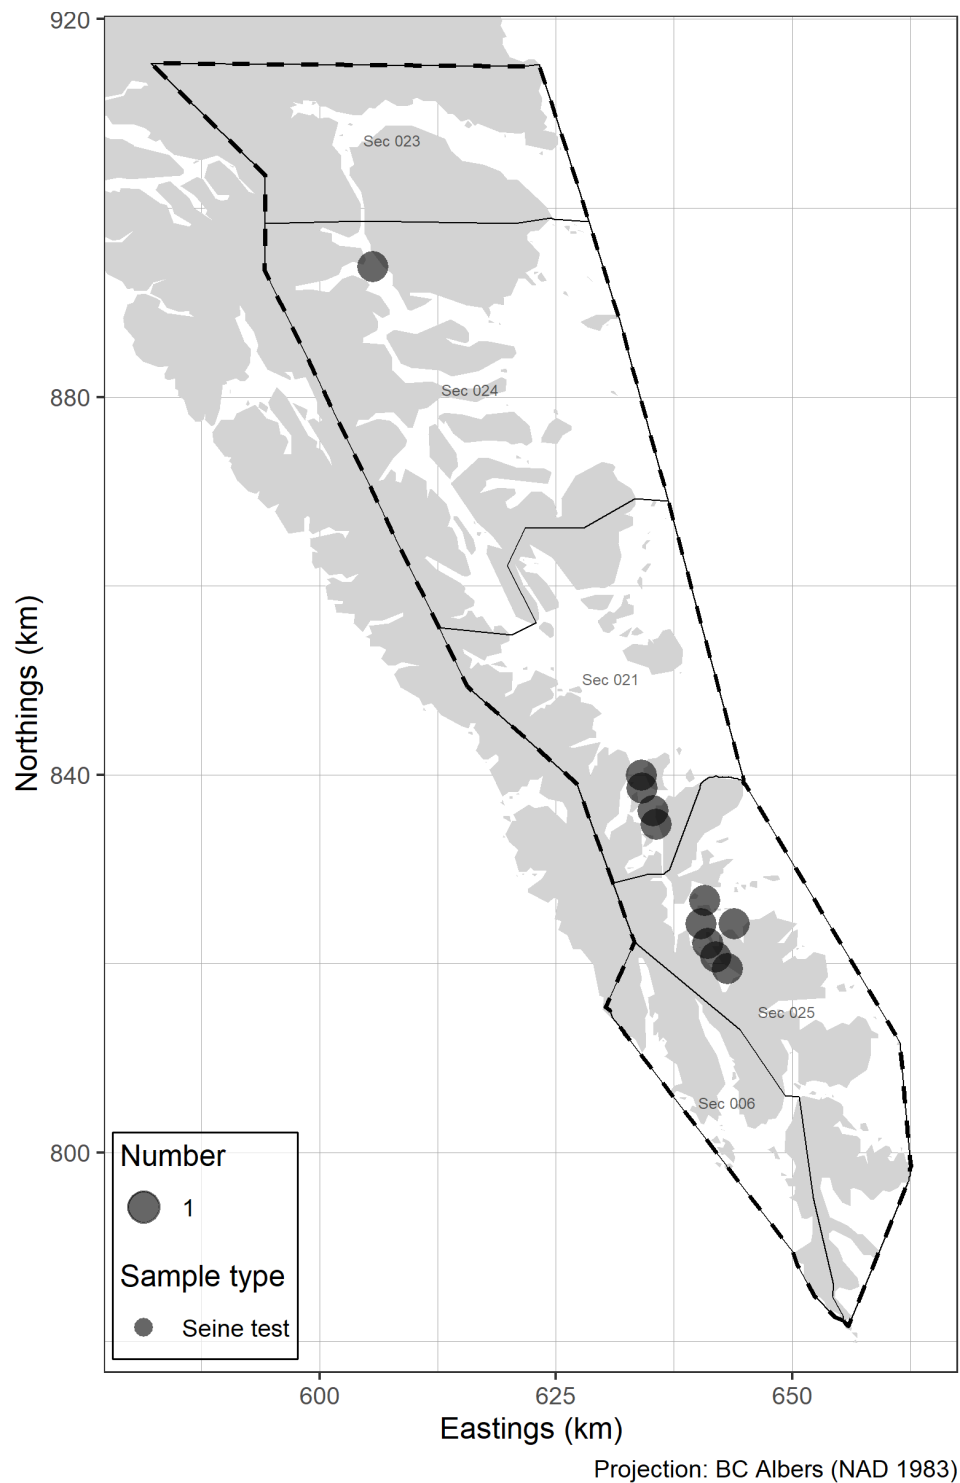 920
880
840
800
Northings (km)
Sec 023
Sec 024
Sec 021
Sec 025
Sec 006
Number
1
Sample type
Seine test
600
625
650
Eastings (km)
Projection: BC Albers (NAD 1983)